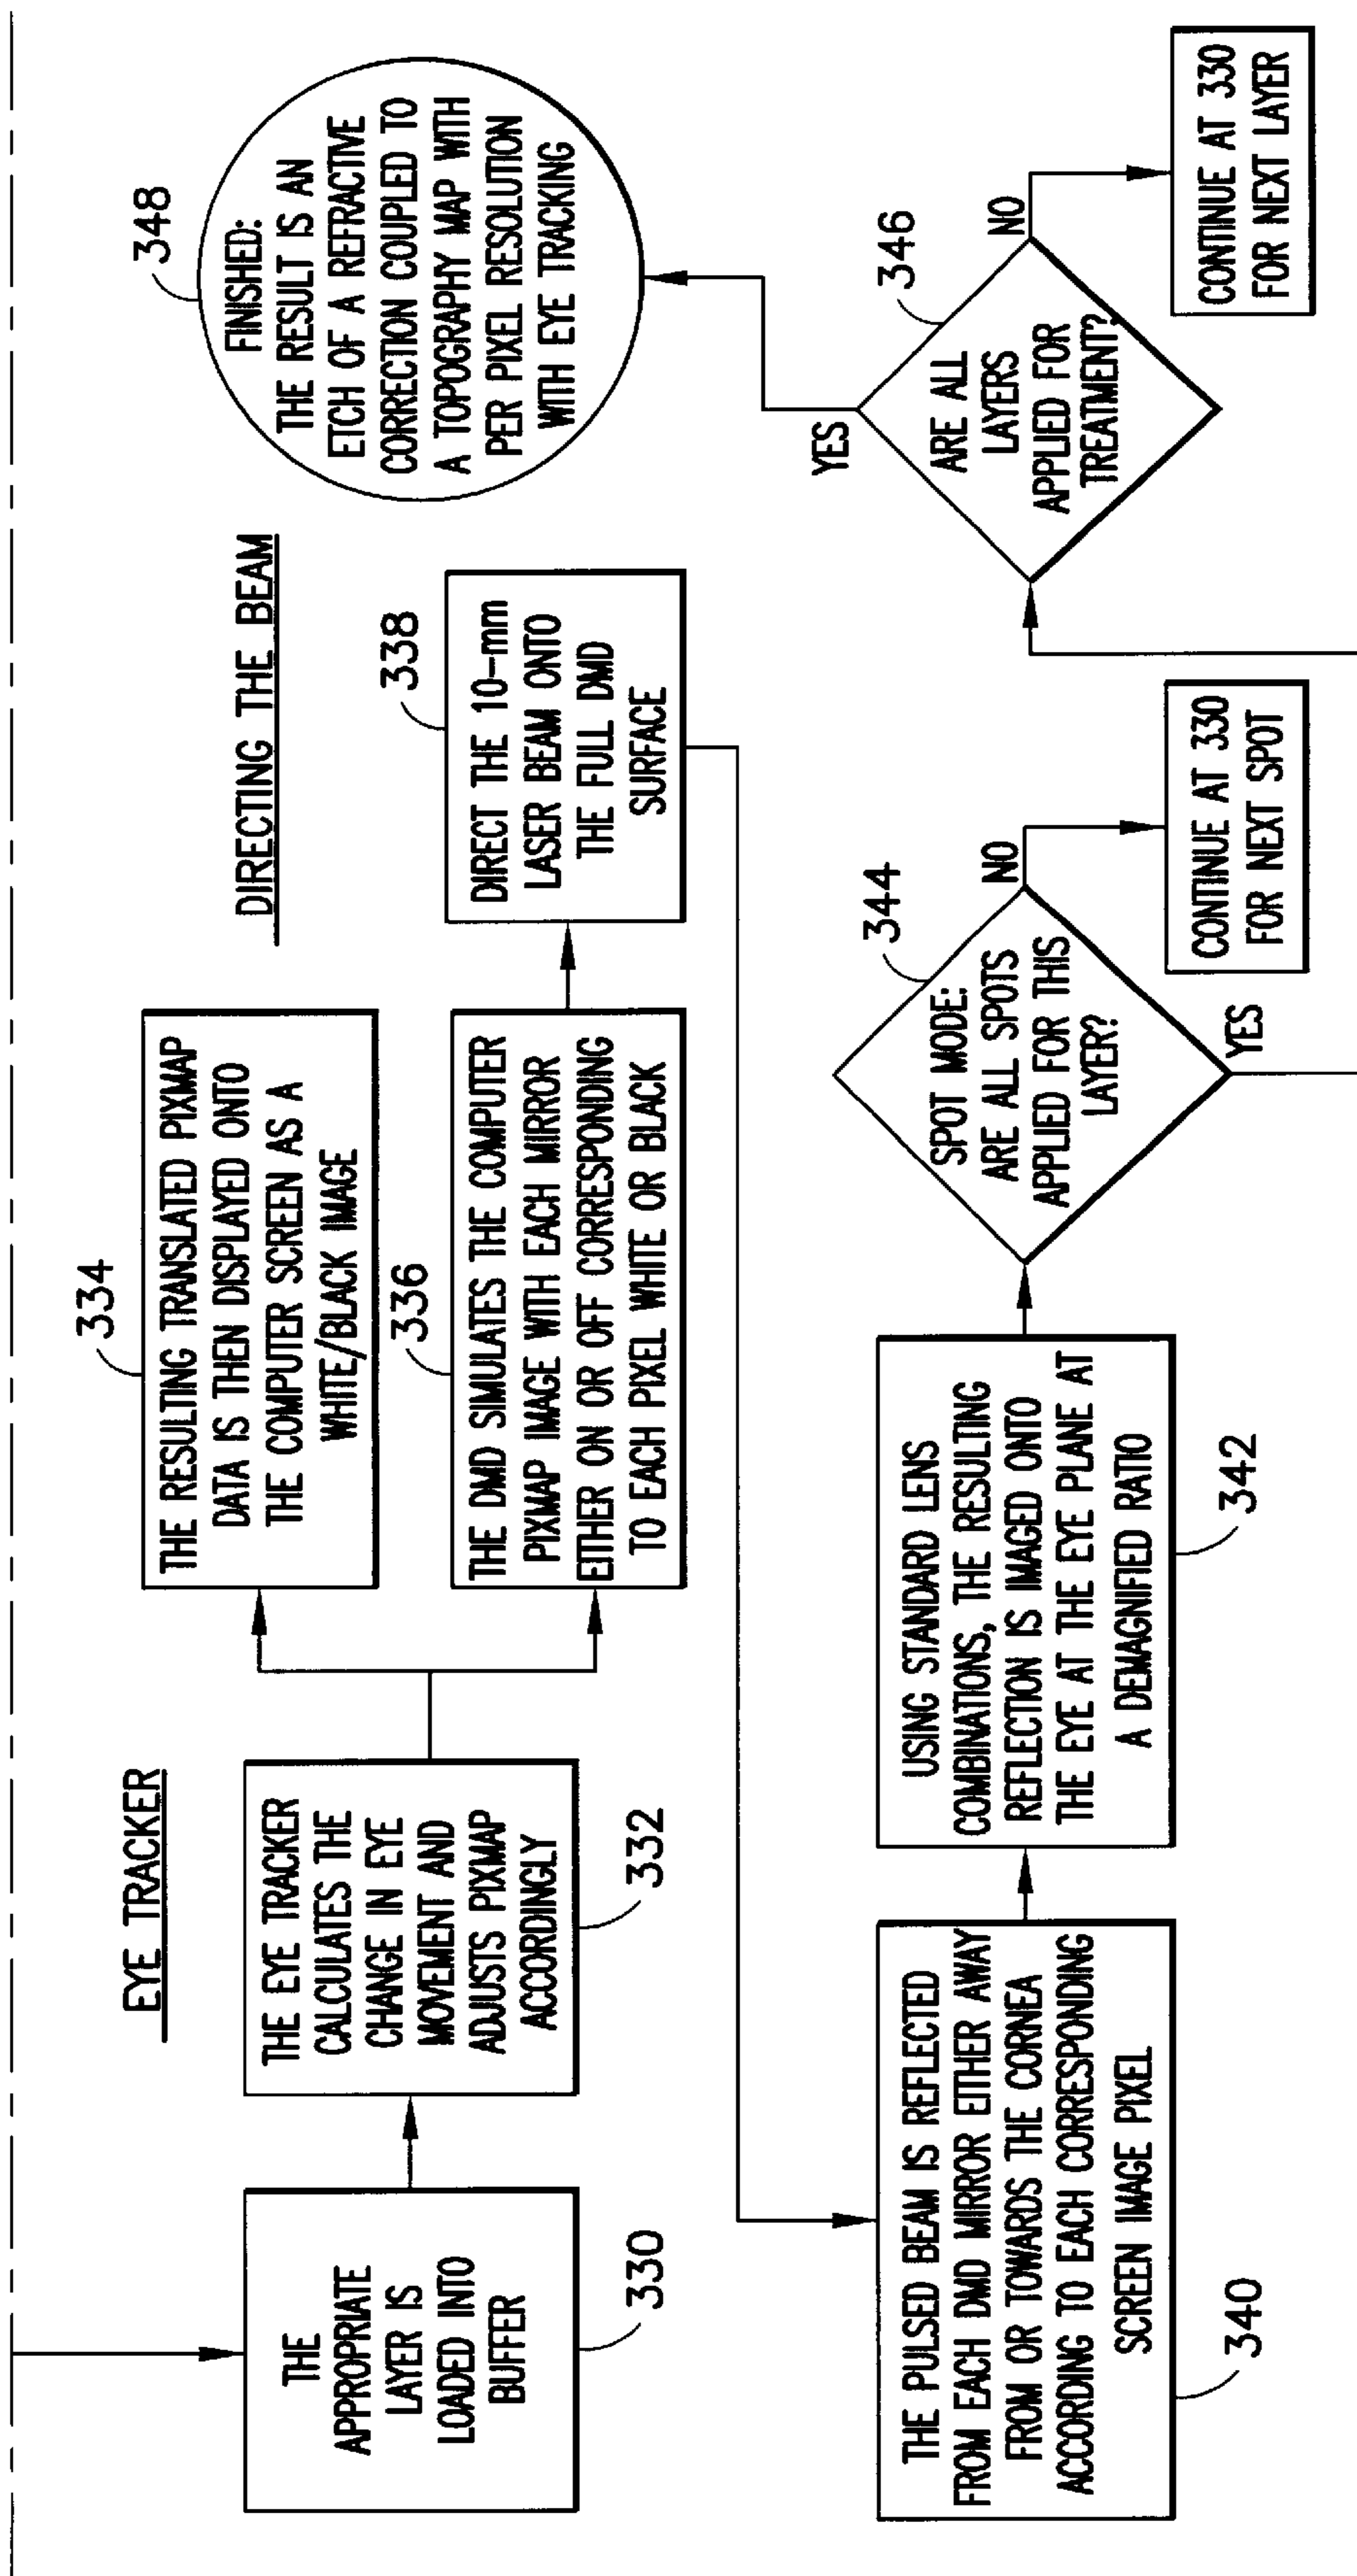 EYE TRACKER
THE
APPROPRIATE
LAYER IS
LOADED INTO
BUFFER
330
THE EYE TRACKER
CALCULATES THE
CHANGE IN EYE
MOVEMENT AND
ADJUSTS PIXMAP
ACCORDINGLY
332
334
THE RESULTING TRANSLATED PIXMAP
DATA IS THEN DISPLAYED ONTO
THE COMPUTER SCREEN AS A
WHITE/BLACK IMAGE
336
THE DMD SIMULATES THE COMPUTER
PIXMAP IMAGE WITH EACH MIRROR
EITHER ON OR OFF CORRESPONDING
TO EACH PIXEL WHITE OR BLACK
DIRECTING THE BEAM
338
DIRECT THE 10-mm
LASER BEAM ONTO
THE FULL DMD
SURFACE
THE PULSED BEAM IS REFLECTED
FROM EACH DMD MIRROR EITHER AWAY
FROM OR TOWARDS THE CORNEA
ACCORDING TO EACH CORRESPONDING
SCREEN IMAGE PIXEL
340
USING STANDARD LENS
COMBINATIONS, THE RESULTING
REFLECTION IS IMAGED ONTO
THE EYE AT THE EYE PLANE AT
A DEMAGNIFIED RATIO
342
344
SPOT MODE:
ARE ALL SPOTS
APPLIED FOR THIS
LAYER?
NO
YES
CONTINUE AT 330
FOR NEXT SPOT
346
ARE ALL
LAYERS
APPLIED FOR
TREATMENT?
YES
NO
CONTINUE AT 330
FOR NEXT LAYER
348
FINISHED:
THE RESULT IS AN
ETCH OF A REFRACTIVE
CORRECTION COUPLED TO
A TOPOGRAPHY MAP WITH
PER PIXEL RESOLUTION
WITH EYE TRACKING